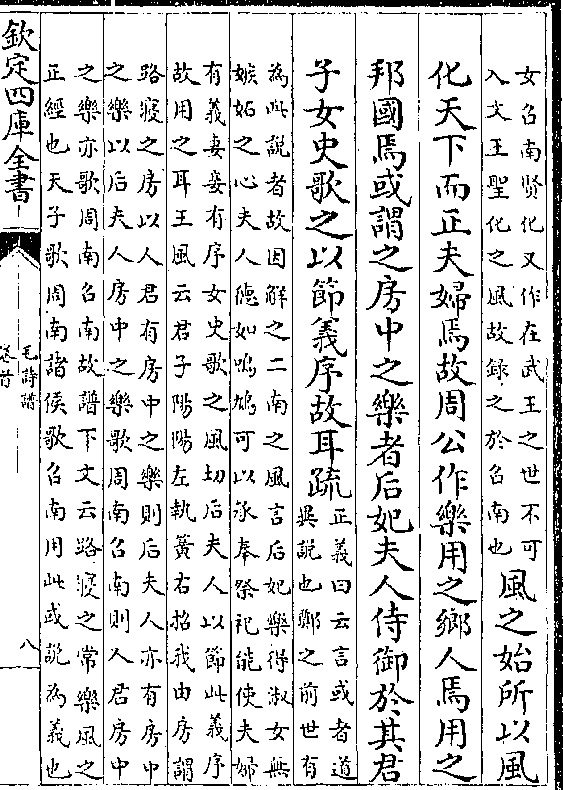 女召南賢化又作在武王之世不可
入文王聖化之風故録之於召南也
風之始所以風
化天下而正夫婦焉故周公作樂用之鄉人焉用之
邦國焉或謂之房中之樂者后妃夫人侍御於其君
子女史歌之以節義序故耳疏
正義曰云言或者道
異説也鄭之前世有
為此説者故因解之二南之風言后妃樂得淑女無
嫉妬之心夫人德如鳲鳩可以承奉祭祀能使夫婦
有義妻妾有序女史歌之風切后夫人以節此義序
故用之耳王風云君子陽陽左執簧右招我由房謂
路寢之房以人君有房中之樂則后夫人亦有房中
之樂以后夫人房中之樂歌周南召南則人君房中
之樂亦歌周南召南故譜下文云路寢之常樂風之
正經也天子歌周南諸侯歌召南用此或説為義也
欽定四庫全書
毛詩譜
卷首
八